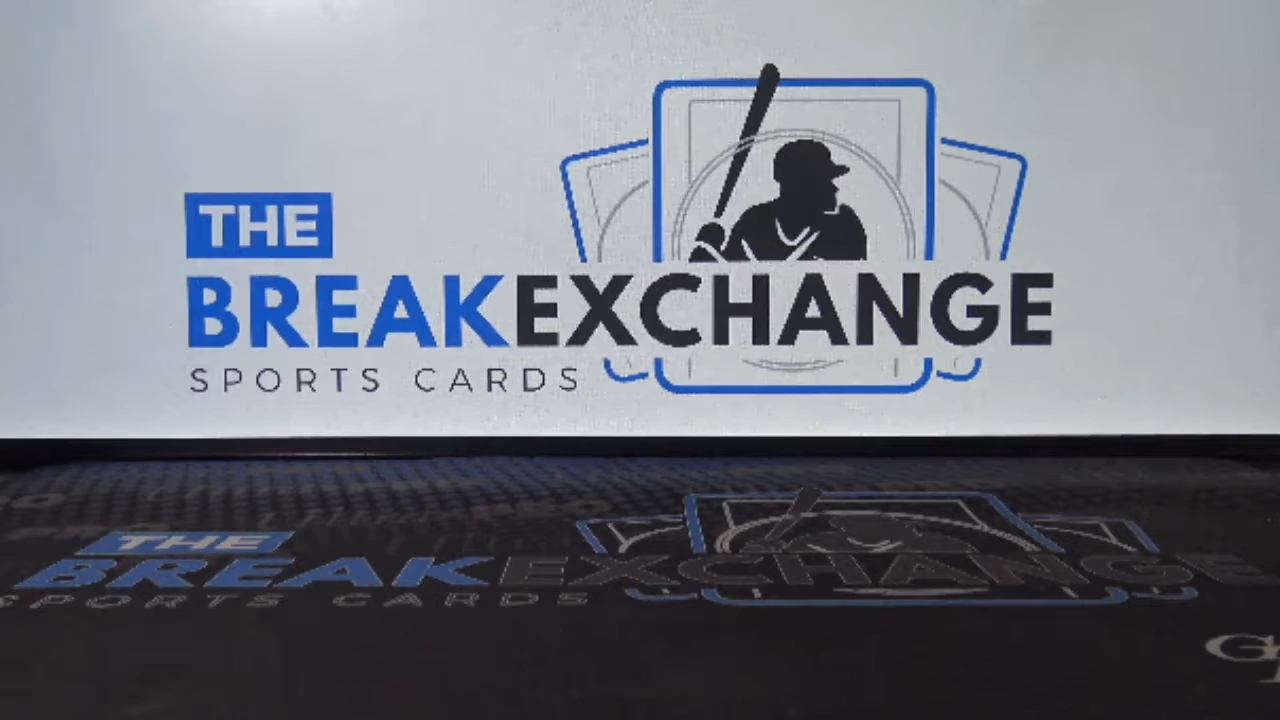 THE
BREAKEXCHANGE
SPORTS CARDS
THE
BREAKEXCHANGE
SPORTS CARDS